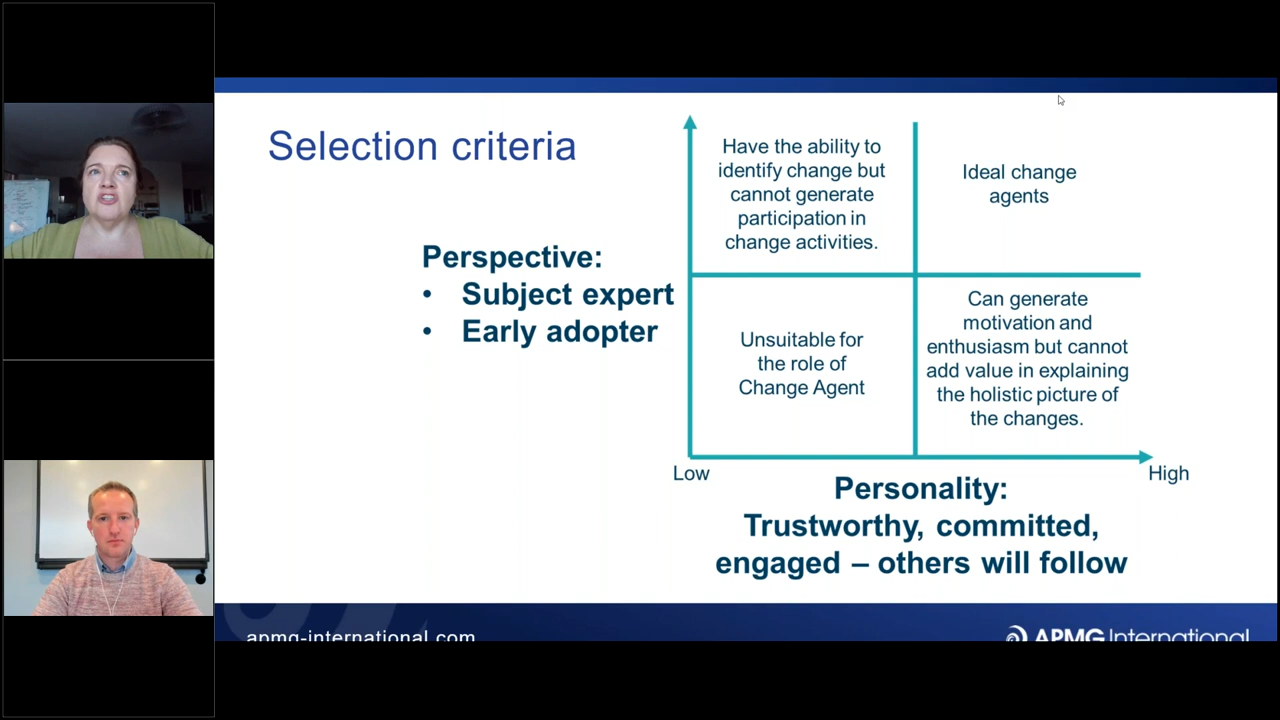 Selection criteria
Perspective:
• Subject expert
• Early adopter
Have the ability to
identify change but
cannot generate
participation in
change activities.
Ideal change
agents
Unsuitable for
the role of
Change Agent
Can generate
motivation and
enthusiasm but cannot
add value in explaining
the holistic picture of
the changes.
Low
High
Personality:
Trustworthy, committed,
engaged – others will follow
apmg-international.com
APMG International